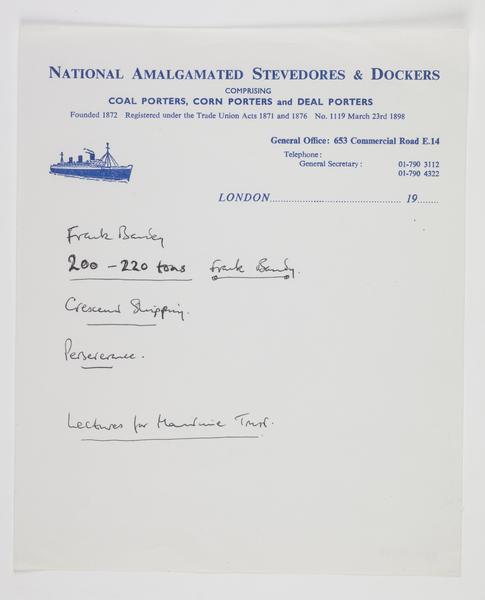 NATIONAL AMALGAMATED STEVEDORES & DOCKERS
COMPRISING
COAL PORTERS, CORN PORTERS and DEAL PORTERS
Founded 1872 Registered under the Trade Union Acts 1871 and 1876 No. 1119 March 23rd 1898
General Office: 653 Commercial Road E.14
Telephone:
General Secretary: 01-790 3112
01-790 4322
LONDON.......................................... 19........
Frank
200 - 220 tons Frank
Crescent Shipping.
Perseverance.
Lectures for Maritime Trust.